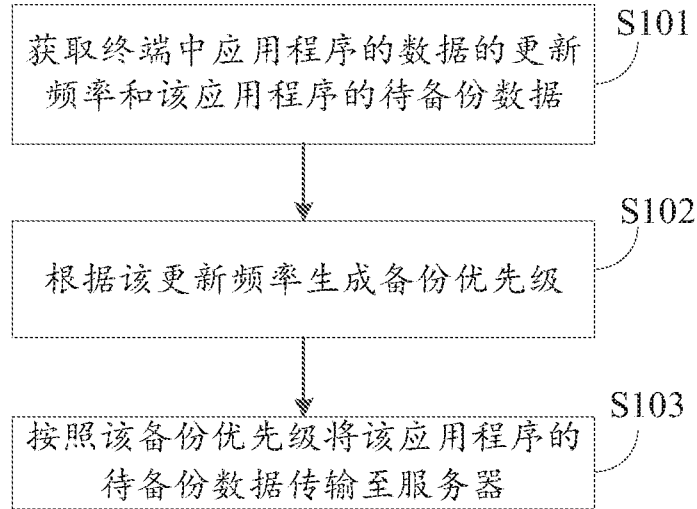 获取终端中应用程序的数据的更新
频率和该应用程序的待备份数据
S101
根据该更新频率生成备份优先级
S102
按照该备份优先级将该应用程序的
待备份数据传输至服务器
S103